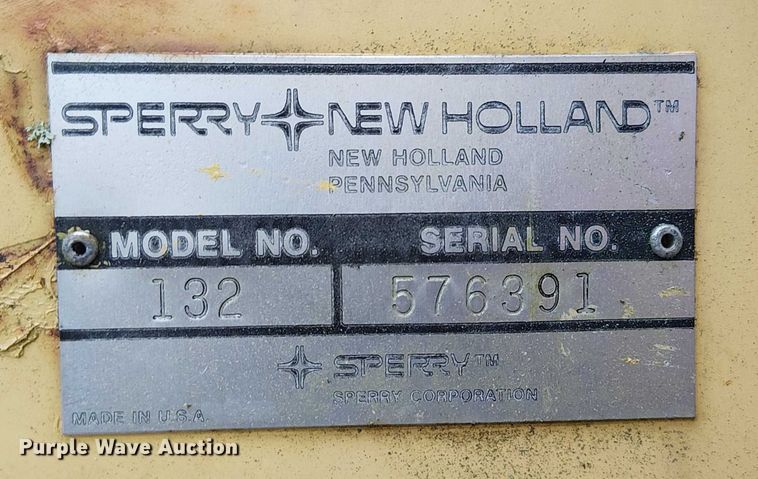 SPERRY NEW HOLLAND™
NEW HOLLAND
PENNSYLVANIA
MODEL NO. SERIAL NO.
132 576391
SPERRY™
SPERRY CORPORATION
MADE IN U.S.A.
Purple Wave Auction